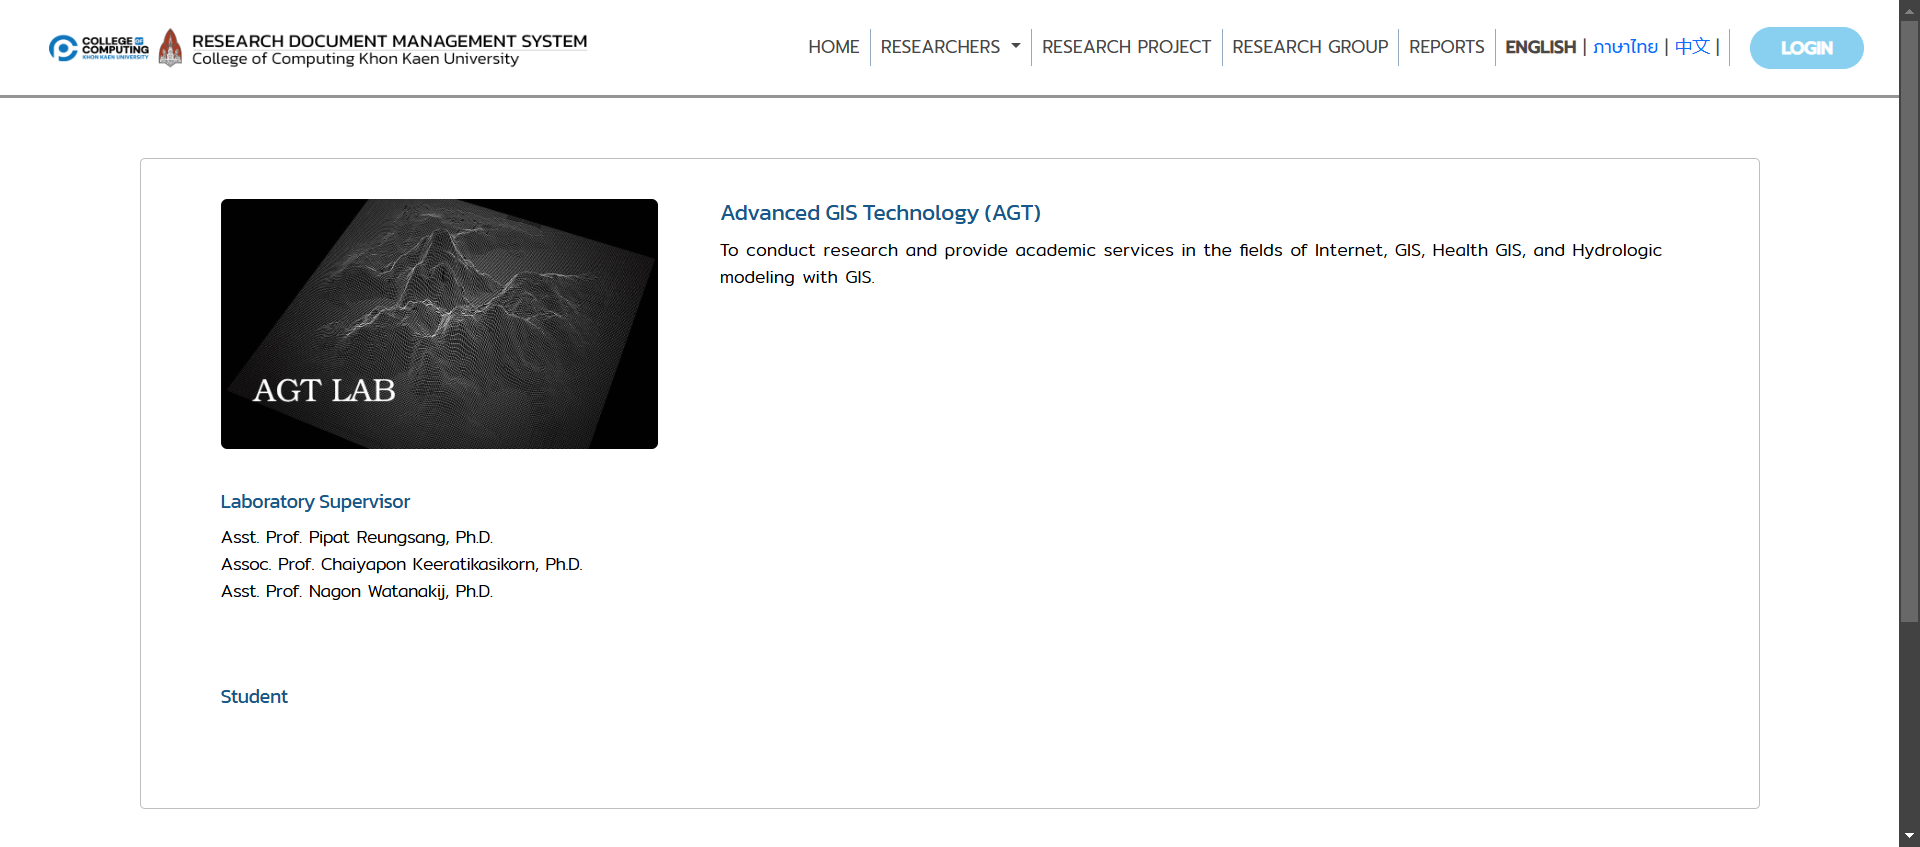 COLLEGE OF
COMPUTING
KHON KAEN UNIVERSITY
RESEARCH DOCUMENT MANAGEMENT SYSTEM
College of Computing Khon Kaen University
HOME
RESEARCHERS
RESEARCH PROJECT
RESEARCH GROUP
REPORTS
ENGLISH | ภาษาไทย | 中文 |
LOGIN
AGT LAB
Advanced GIS Technology (AGT)
To conduct research and provide academic services in the fields of Internet, GIS, Health GIS, and Hydrologic
modeling with GIS.
Laboratory Supervisor
Asst. Prof. Pipat Reungsang, Ph.D.
Assoc. Prof. Chaiyapon Keeratikasikorn, Ph.D.
Asst. Prof. Nagon Watanakij, Ph.D.
Student